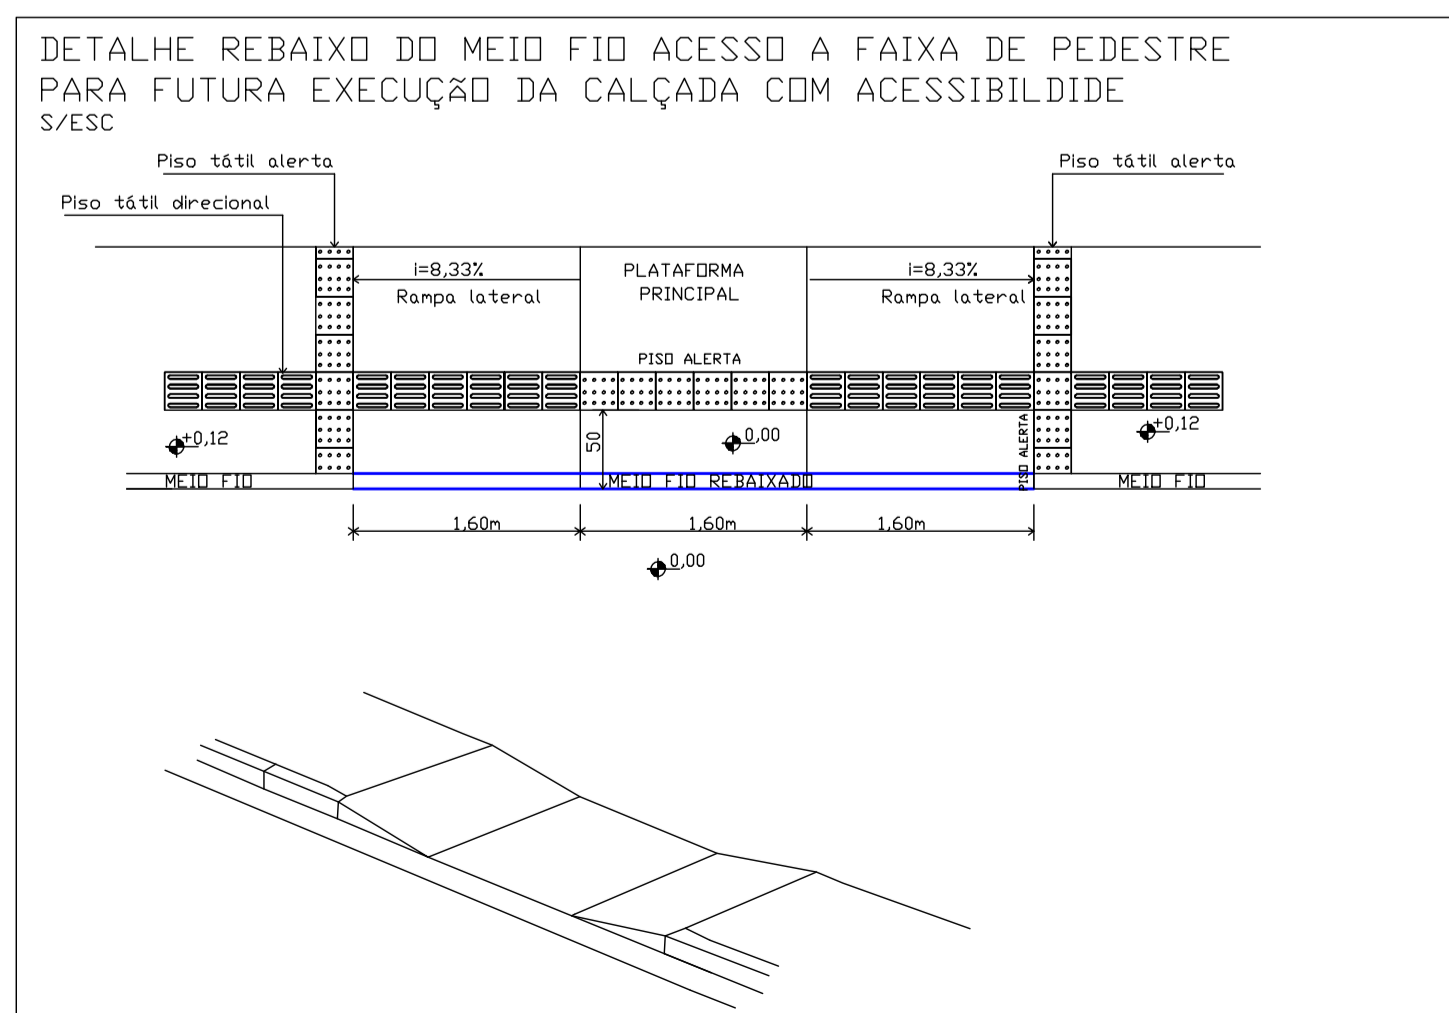 DETALHE REBAIXO DO MEIO FIO ACESSO A FAIXA DE PEDESTRE
PARA FUTURA EXECUÇÃO DA CALÇADA COM ACESSIBILDIDE
S/ESC
Piso tátil alerta
Piso tátil alerta
Piso tátil direcional
i=8,33%
Rampa lateral
PLATAFORMA
PRINCIPAL
i=8,33%
Rampa lateral
PISO ALERTA
+0,12
50
0,00
PISO ALERTA
+0,12
MEIO FIO
MEIO FIO REBAIXADO
MEIO FIO
1,60m
1,60m
1,60m
0,00